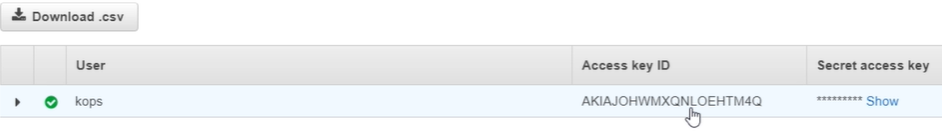 Download .csv
User Access key ID Secret access key
kops AKIAJOHWMXQNLOEHTM4Q ********* Show